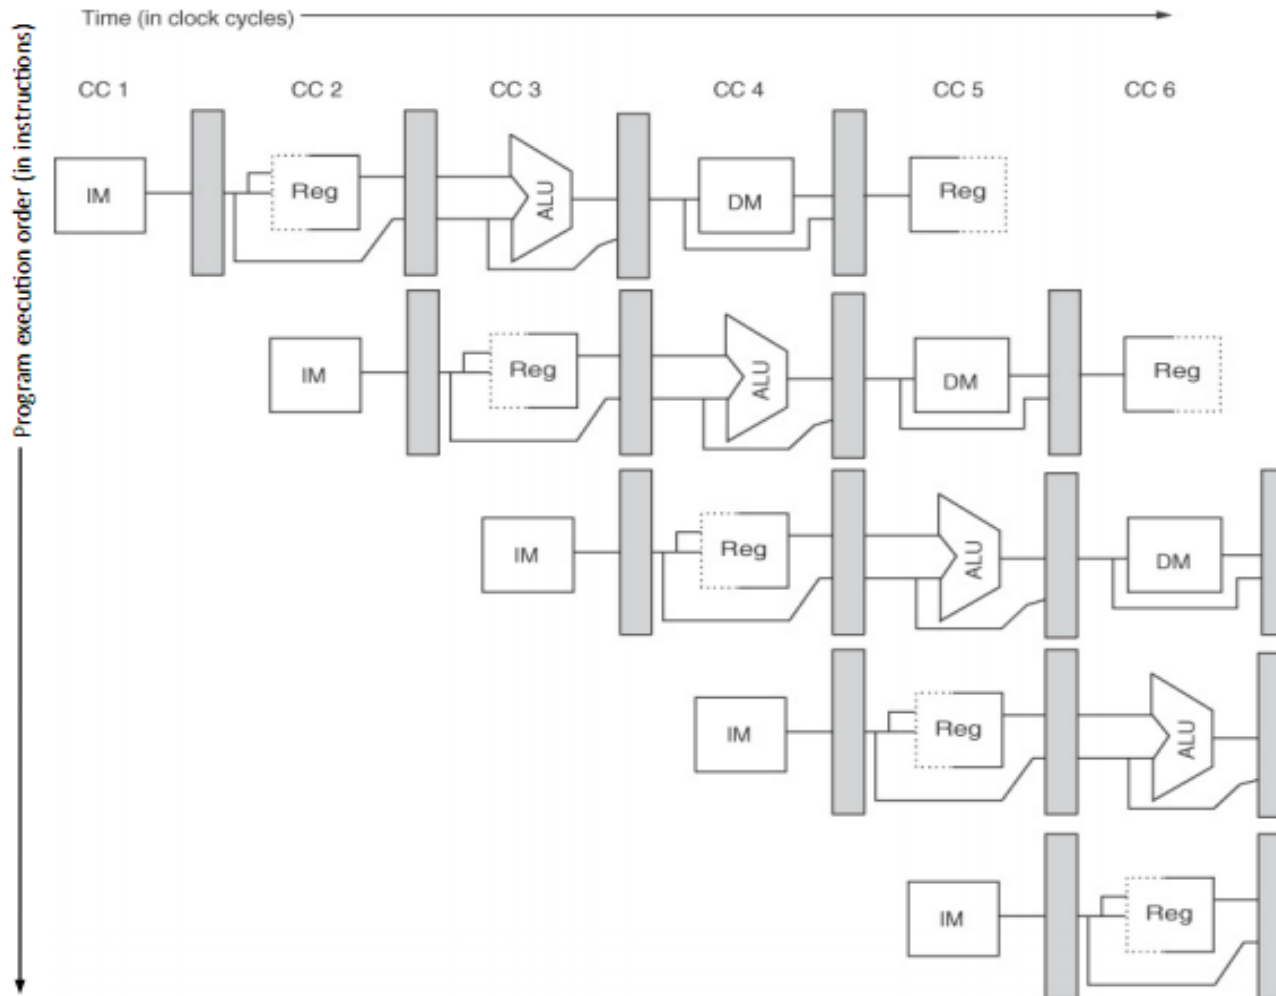 Time (in clock cycles)
Program execution order (in instructions)
CC 1 CC 2 CC 3 CC 4 CC 5 CC 6
IM Reg ALU DM Reg
IM Reg ALU DM Reg
IM Reg ALU DM
IM Reg ALU
IM Reg